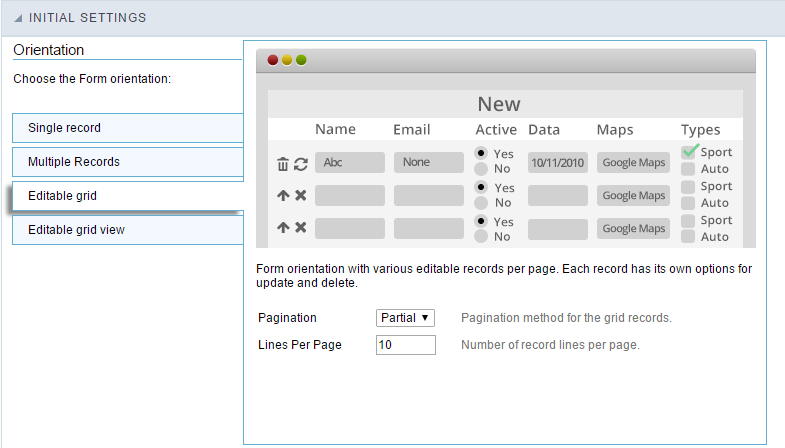 INITIAL SETTINGS
Orientation
Choose the Form orientation:
Single record
Multiple Records
Editable grid
Editable grid view
New
Name Email Active Data Maps Types
Abc None Yes No 10/11/2010 Google Maps Sport Auto
Yes No Google Maps Sport Auto
Yes No Google Maps Sport Auto
Form orientation with various editable records per page. Each record has its own options for
update and delete.
Pagination Partial Pagination method for the grid records.
Lines Per Page 10 Number of record lines per page.